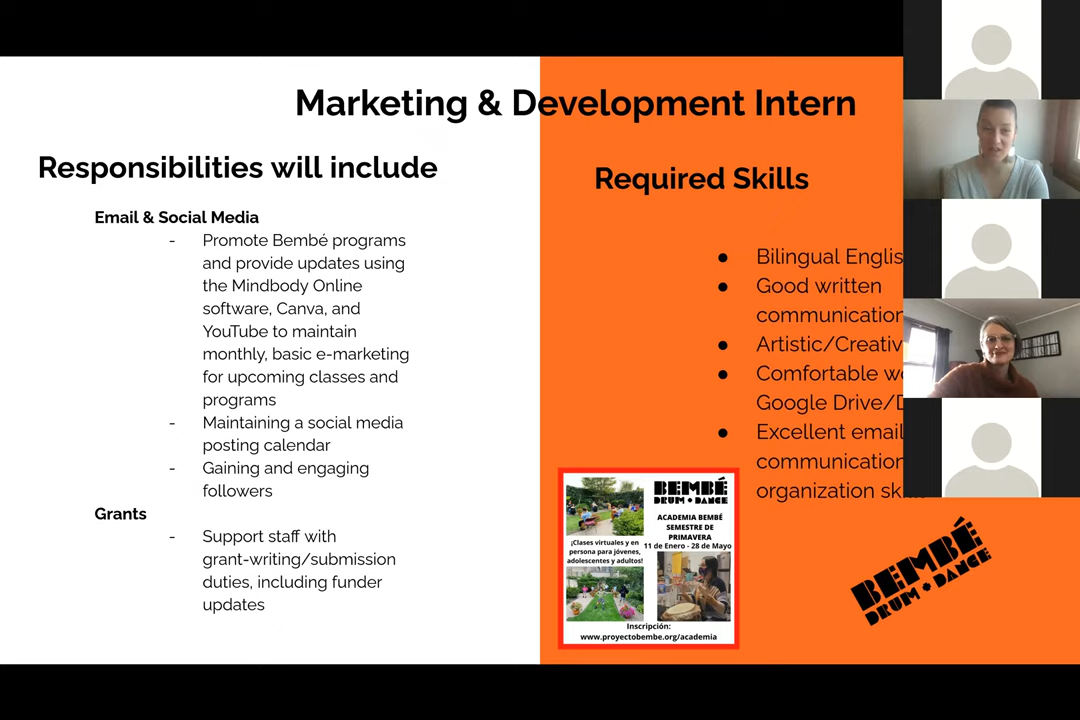 Marketing & Development Intern
Responsibilities will include
Email & Social Media
- Promote Bembé programs
and provide updates using
the Mindbody Online
software, Canva, and
YouTube to maintain
monthly, basic e-marketing
for upcoming classes and
programs
- Maintaining a social media
posting calendar
- Gaining and engaging
followers
Grants
- Support staff with
grant-writing/submission
duties, including funder
updates
Required Skills
● Bilingual
● Good written
● Comfortable
Google
● Excellent email
organization
BEMBÉ
DRUM • DANCE
ACADEMIA BEMBÉ
SEMESTRE DE
PRIMAVERA
11 de Enero - 28 de Mayo
¡Clases virtuales y en
persona para jóvenes,
adolescentes y adultos!
Inscripción:
www.proyectobembe.org/academia
BEMBÉ
DRUM • DANCE